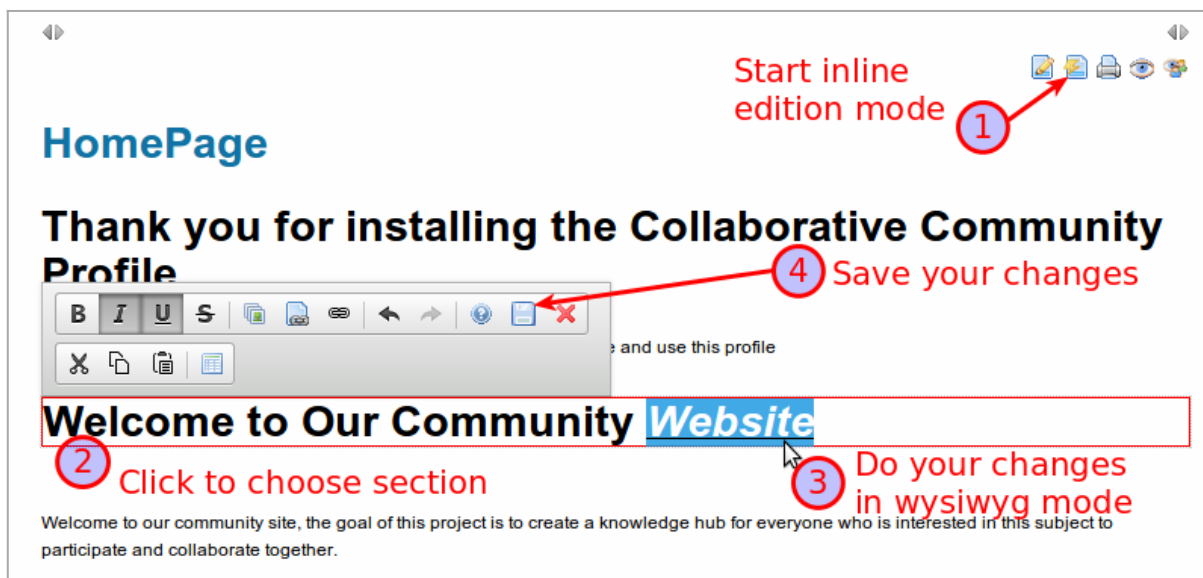 Start inline
edition mode
1
HomePage
Thank you for installing the Collaborative Community
Profile
4 Save your changes
B I U S
and use this profile
Welcome to Our Community Website
2
Click to choose section
3
Do your changes
in wysiwyg mode
Welcome to our community site, the goal of this project is to create a knowledge hub for everyone who is interested in this subject to
participate and collaborate together.